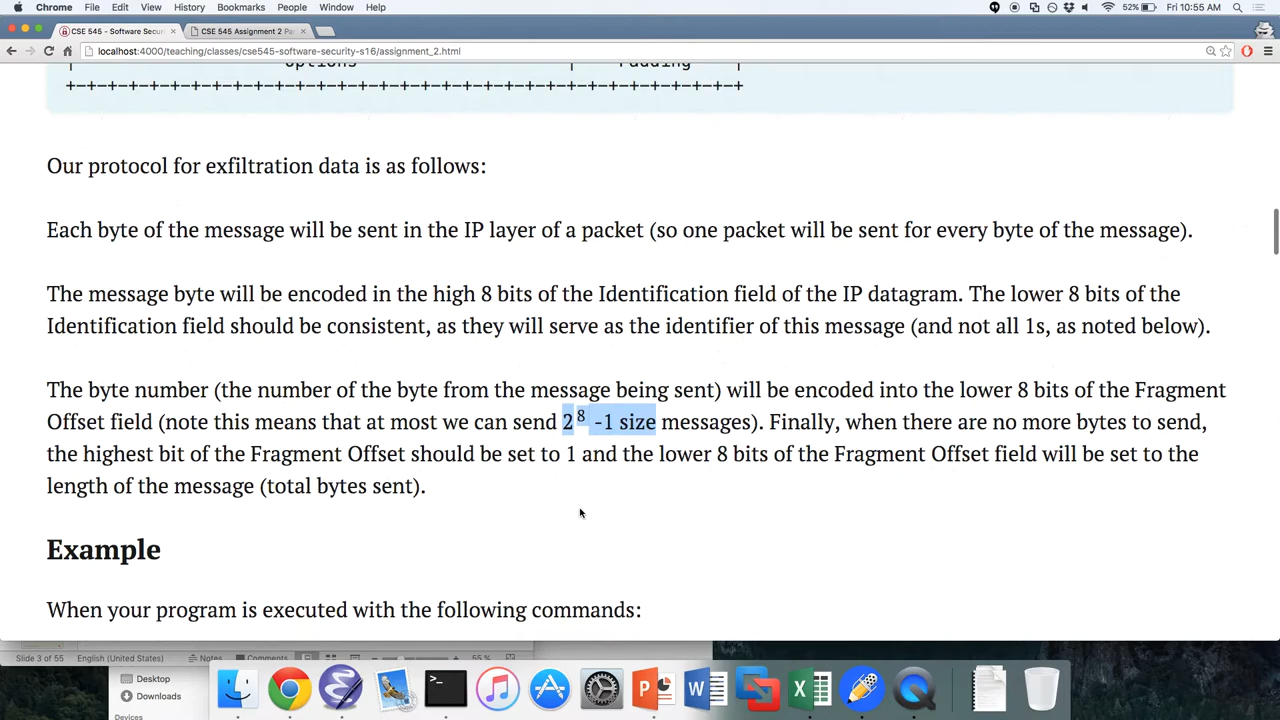 Chrome File Edit View History Bookmarks People Window Help
52% Fri 10:55 AM
CSE 545 - Software Securi
CSE 545 Assignment 2 Par
localhost:4000/teaching/classes/cse545-software-security-s16/assignment_2.html
| Options | Padding |
+-+-+-+-+-+-+-+-+-+-+-+-+-+-+-+-+-+-+-+-+-+-+-+-+-+-+-+-+-+-+-+-+
Our protocol for exfiltration data is as follows:
Each byte of the message will be sent in the IP layer of a packet (so one packet will be sent for every byte of the message).
The message byte will be encoded in the high 8 bits of the Identification field of the IP datagram. The lower 8 bits of the
Identification field should be consistent, as they will serve as the identifier of this message (and not all 1s, as noted below).
The byte number (the number of the byte from the message being sent) will be encoded into the lower 8 bits of the Fragment
Offset field (note this means that at most we can send 2⁸ -1 size messages). Finally, when there are no more bytes to send,
the highest bit of the Fragment Offset should be set to 1 and the lower 8 bits of the Fragment Offset field will be set to the
length of the message (total bytes sent).
Example
When your program is executed with the following commands:
Slide 3 of 55 English (United States) Notes Comments 55 %
Desktop
Downloads
Devices